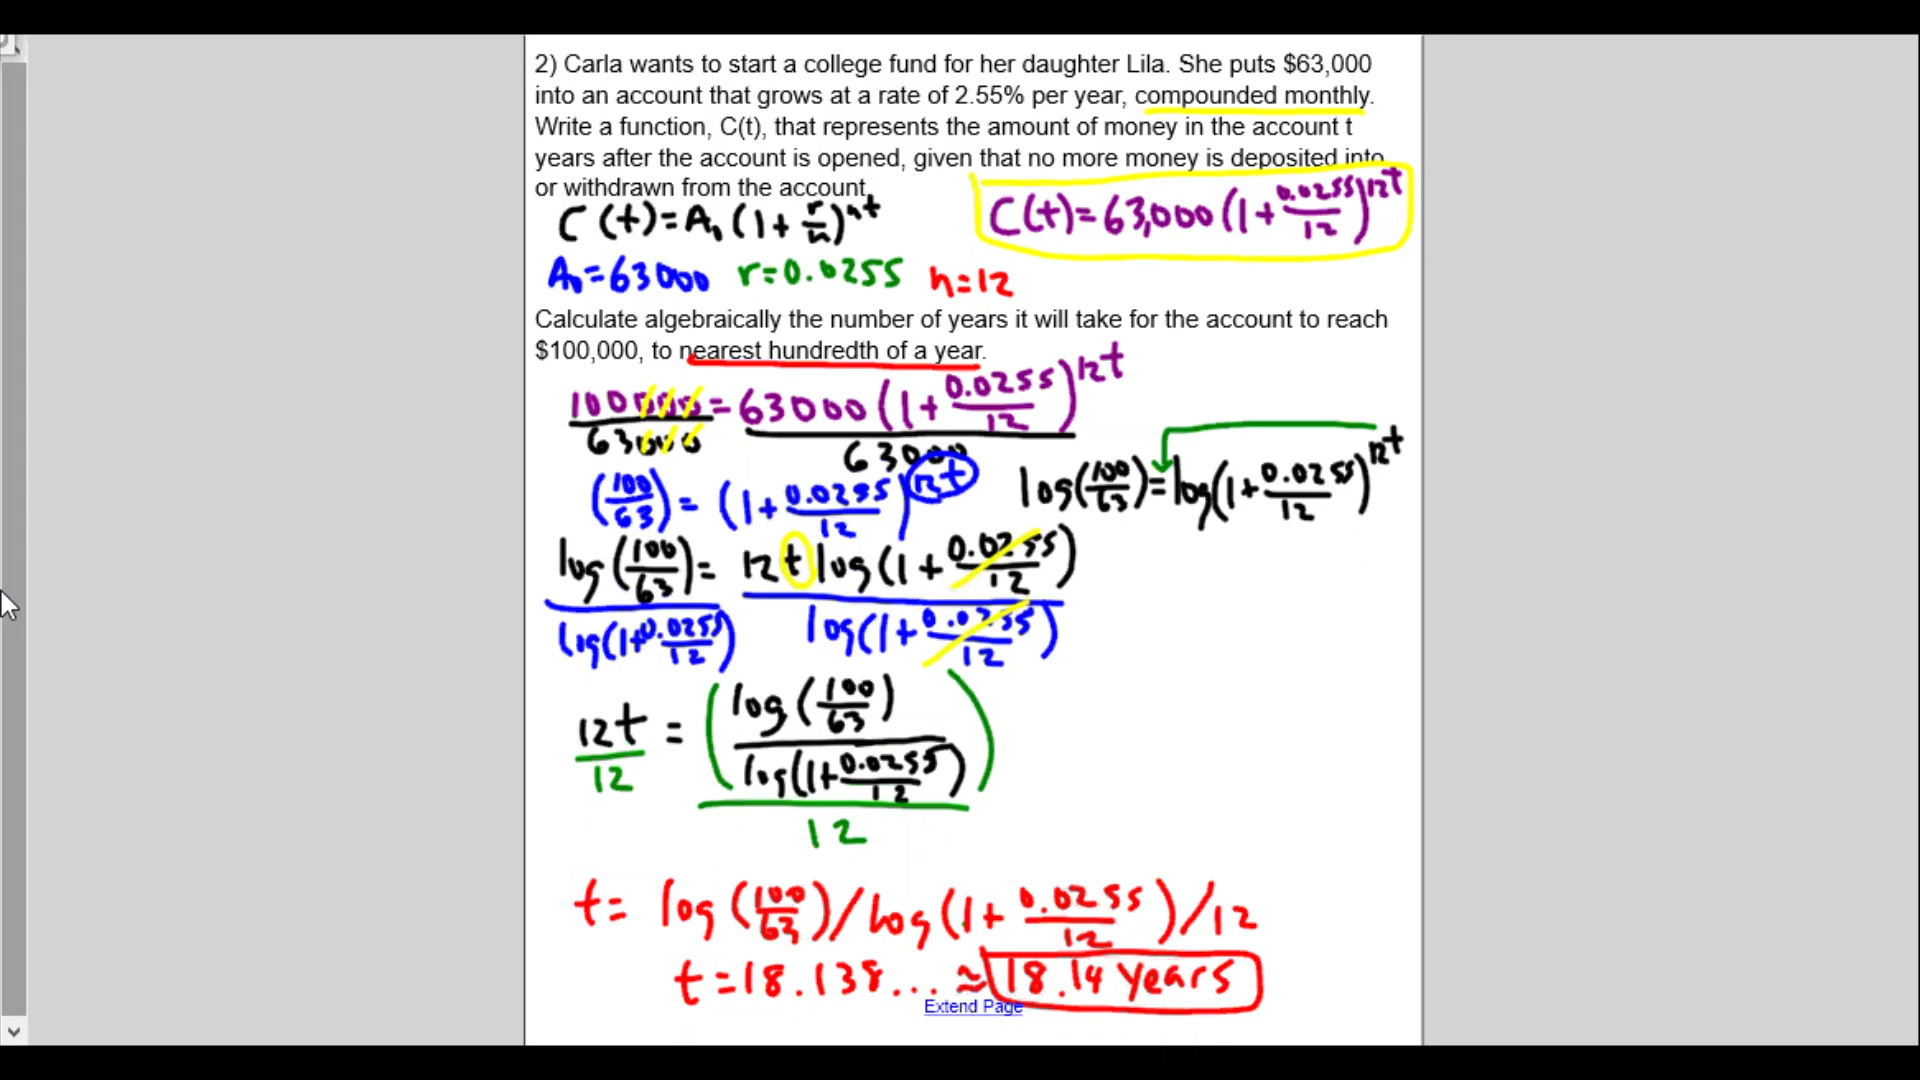 2) Carla wants to start a college fund for her daughter Lila. She puts $63,000
into an account that grows at a rate of 2.55% per year, compounded monthly.
Write a function, C(t), that represents the amount of money in the account t
years after the account is opened, given that no more money is deposited into
or withdrawn from the account.
C(t)=A₀(1+r/n)^nt
C(t)=63,000(1+0.0255/12)^12t
A₀=63000 r=0.0255 n=12
Calculate algebraically the number of years it will take for the account to reach
$100,000, to nearest hundredth of a year.
100000/63000 = 63000(1+0.0255/12)^12t/63000
(100/63) = (1+0.0255/12)^12t
log(100/63)=log(1+0.0255/12)^12t
log(100/63)/log(1+0.0255/12) = 12t log(1+0.0255/12)/log(1+0.0255/12)
12t/12 = (log(100/63)/log(1+0.0255/12))/12
t= log(100/63)/log(1+0.0255/12)/12
t=18.138... ≈ 18.14 years
Extend Page